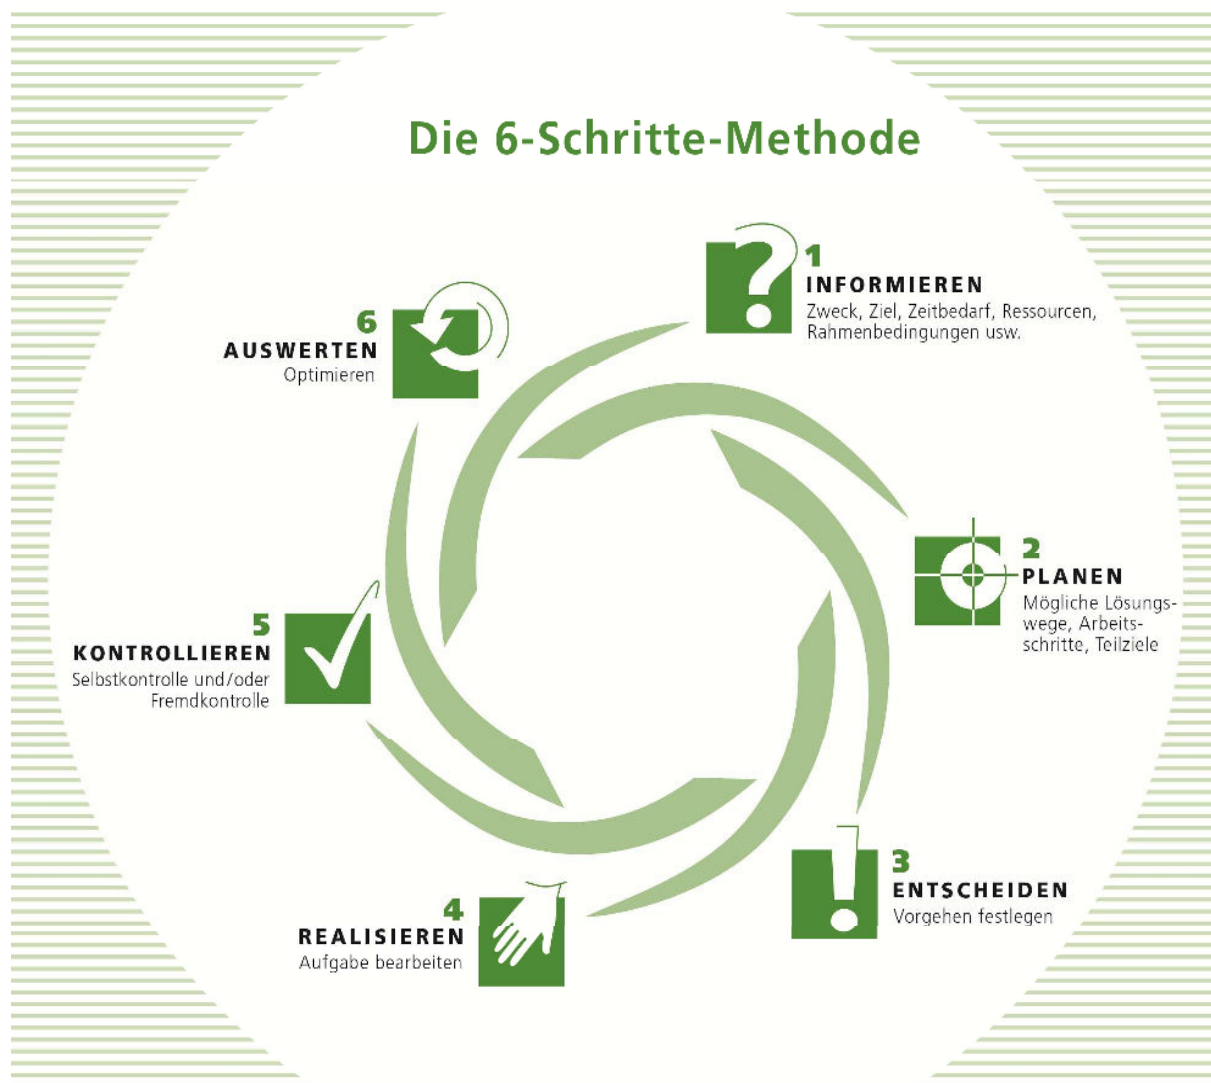 Die 6-Schritte-Methode
1
INFORMIEREN
Zweck, Ziel, Zeitbedarf, Ressourcen,
Rahmenbedingungen usw.
2
PLANEN
Mögliche Lösungs-
wege, Arbeits-
schritte, Teilziele
3
ENTSCHEIDEN
Vorgehen festlegen
4
REALISIEREN
Aufgabe bearbeiten
5
KONTROLLIEREN
Selbstkontrolle und/oder
Fremdkontrolle
6
AUSWERTEN
Optimieren